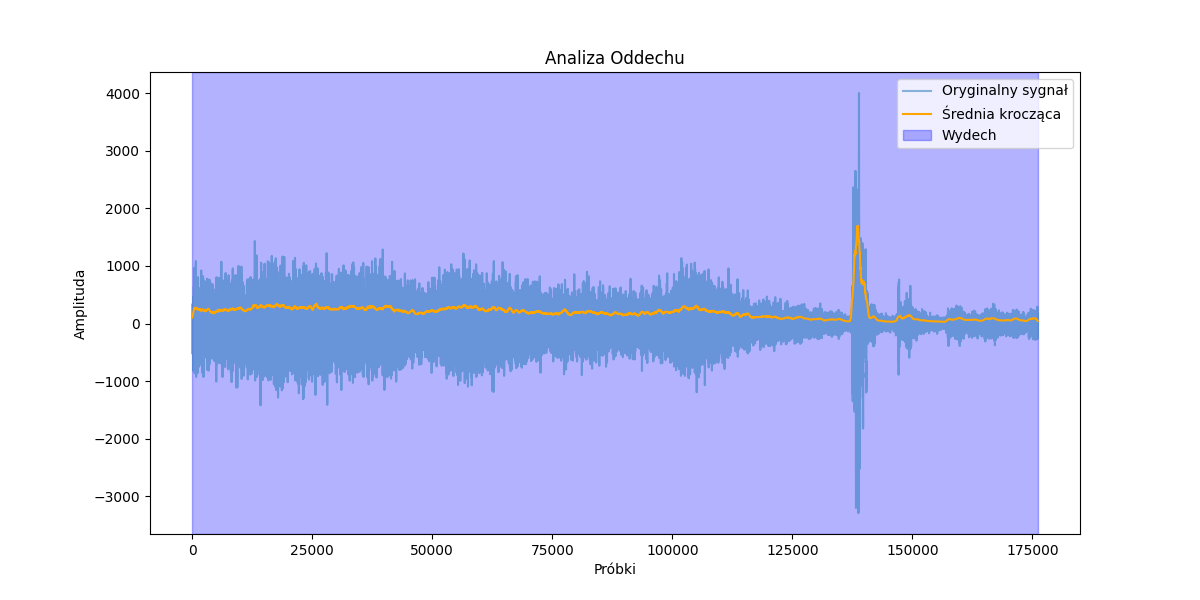 Analiza Oddechu
Oryginalny sygnał
Średnia krocząca
Wydech
4000
3000
2000
1000
0
−1000
−2000
−3000
Amplituda
0 25000 50000 75000 100000 125000 150000 175000
Próbki